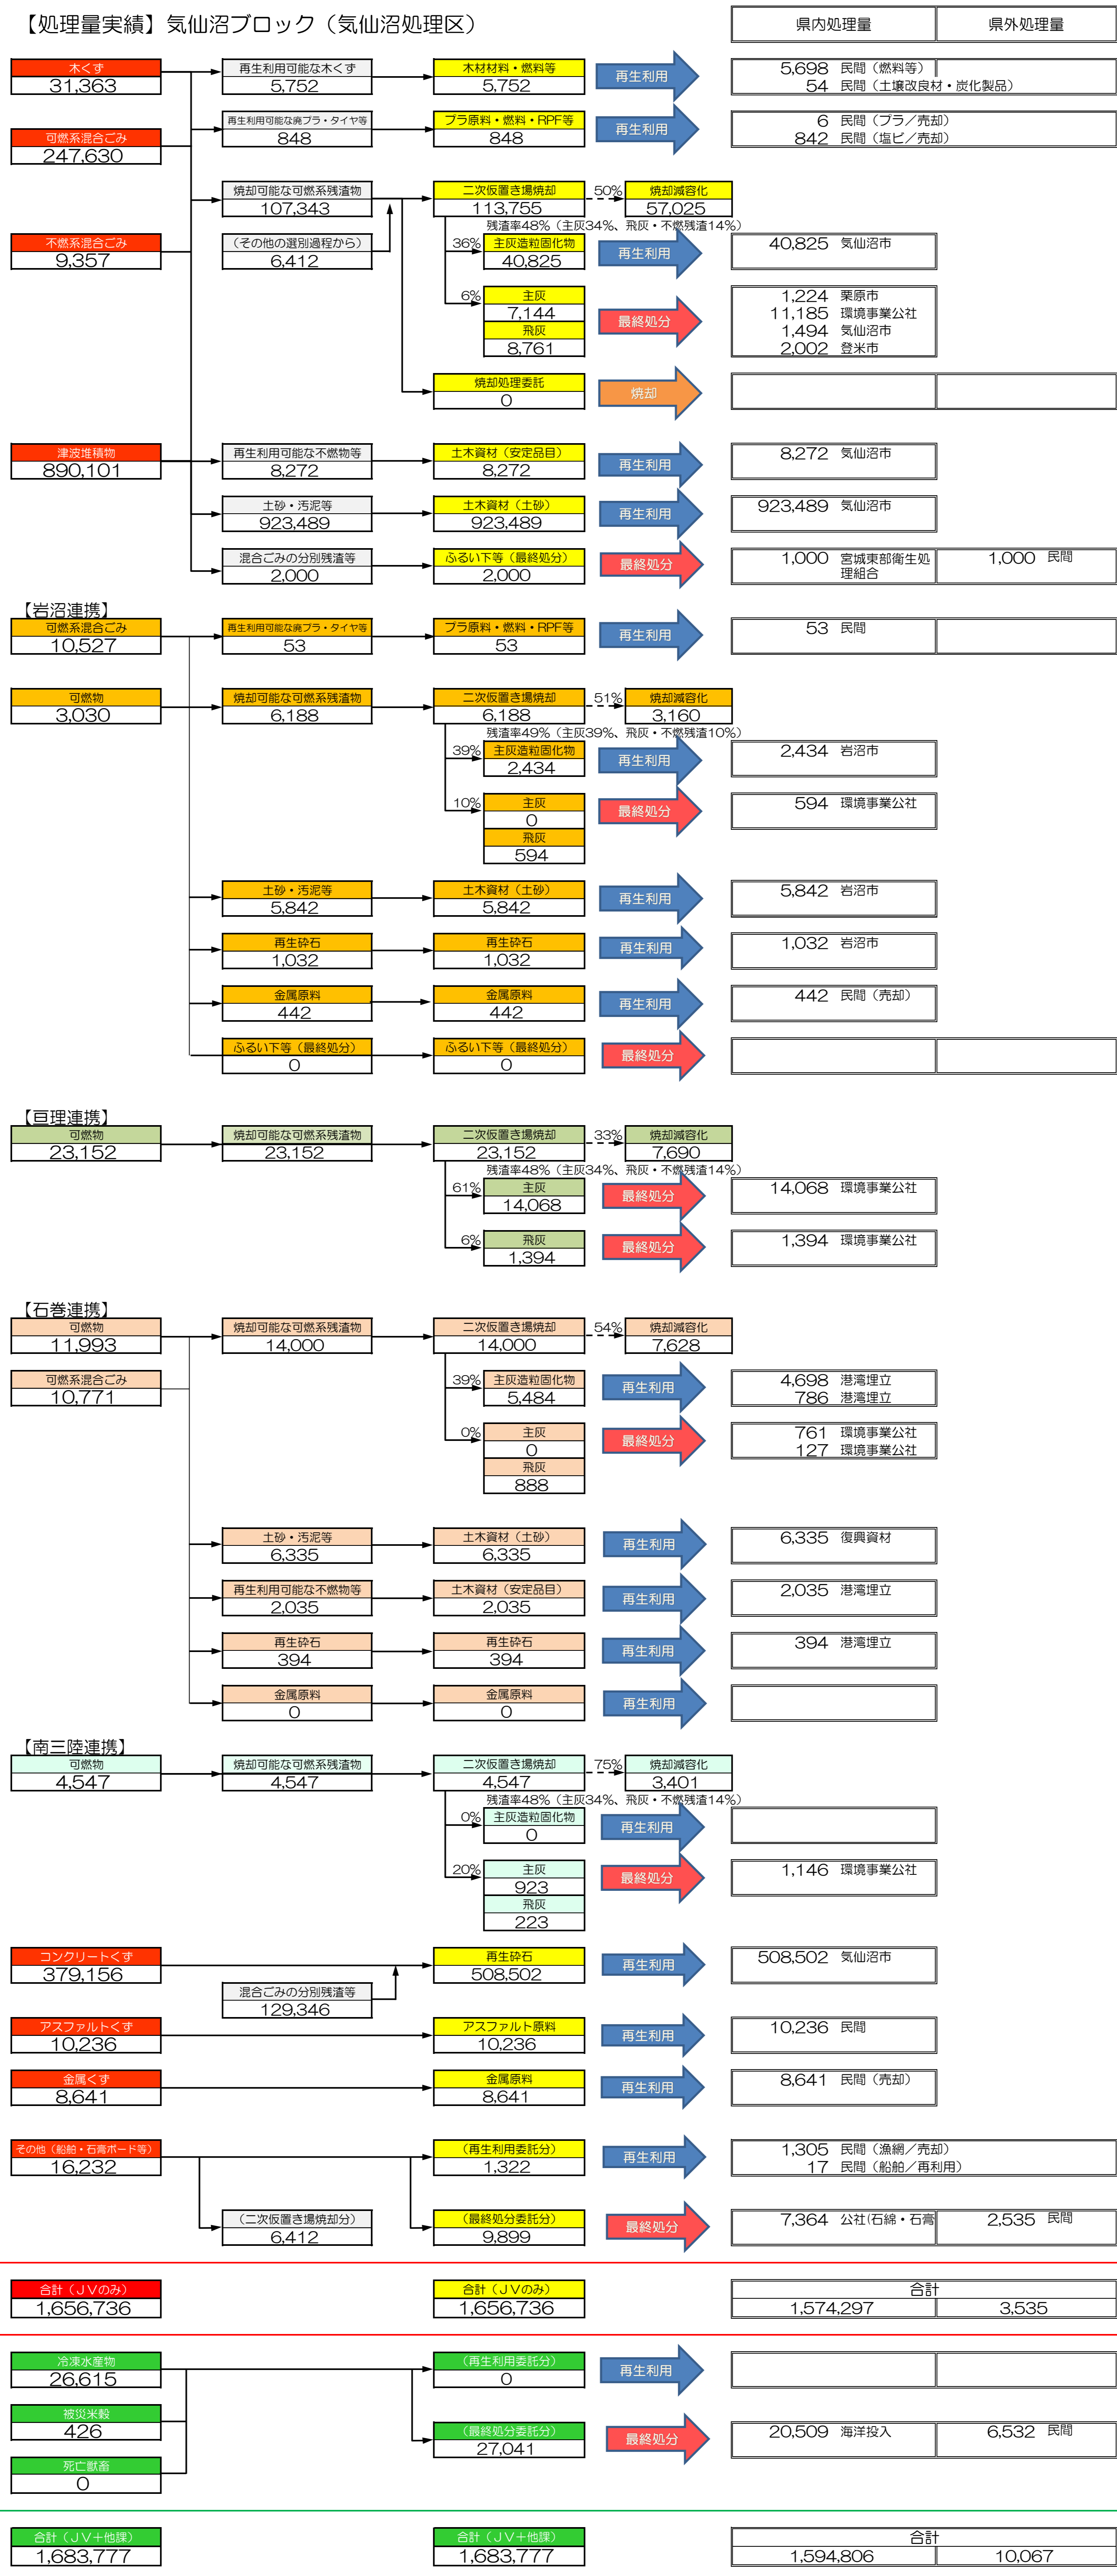 【処理量実績】気仙沼ブロック（気仙沼処理区）
県内処理量 県外処理量
木くず 再生利用可能な木くず 木材材料・燃料等 再生利用 5,698 民間（燃料等）
31,363 5,752 5,752 54 民間（土壌改良材・炭化製品）
再生利用可能な廃プラ・タイヤ等 プラ原料・燃料・RPF等 再生利用 6 民間（プラ／売却）
可燃系混合ごみ 848 848 842 民間（塩ビ／売却）
247,630
焼却可能な可燃系残渣物 二次仮置き場焼却 50% 焼却減容化
107,343 113,755 57,025
残渣率48%（主灰34%、飛灰・不燃残渣14%）
不燃系混合ごみ （その他の選別過程から） 36% 主灰造粒固化物 再生利用 40,825 気仙沼市
9,357 6,412 40,825
6% 主灰 1,224 栗原市
7,144 最終処分 11,185 環境事業公社
飛灰 1,494 気仙沼市
8,761 2,002 登米市
焼却処理委託 焼却
0
津波堆積物 再生利用可能な不燃物等 土木資材（安定品目） 再生利用 8,272 気仙沼市
890,101 8,272 8,272
土砂・汚泥等 土木資材（土砂） 再生利用 923,489 気仙沼市
923,489 923,489
混合ごみの分別残渣等 ふるい下等（最終処分） 最終処分 1,000 宮城東部衛生処 1,000 民間
2,000 2,000 理組合
【岩沼連携】
可燃系混合ごみ 再生利用可能な廃プラ・タイヤ等 プラ原料・燃料・RPF等 再生利用 53 民間
10,527 53 53
可燃物 焼却可能な可燃系残渣物 二次仮置き場焼却 51% 焼却減容化
3,030 6,188 6,188 3,160
残渣率49%（主灰39%、飛灰・不燃残渣10%）
39% 主灰造粒固化物 再生利用 2,434 岩沼市
2,434
10% 主灰 最終処分 594 環境事業公社
0
飛灰
594
土砂・汚泥等 土木資材（土砂） 再生利用 5,842 岩沼市
5,842 5,842
再生砕石 再生砕石 再生利用 1,032 岩沼市
1,032 1,032
金属原料 金属原料 再生利用 442 民間（売却）
442 442
ふるい下等（最終処分） ふるい下等（最終処分） 最終処分
0 0
【亘理連携】
可燃物 焼却可能な可燃系残渣物 二次仮置き場焼却 33% 焼却減容化
23,152 23,152 23,152 7,690
残渣率48%（主灰34%、飛灰・不燃残渣14%）
61% 主灰 最終処分 14,068 環境事業公社
14,068
6% 飛灰 最終処分 1,394 環境事業公社
1,394
【石巻連携】
可燃物 焼却可能な可燃系残渣物 二次仮置き場焼却 54% 焼却減容化
11,993 14,000 14,000 7,628
可燃系混合ごみ 39% 主灰造粒固化物 再生利用 4,698 港湾埋立
10,771 5,484 786 港湾埋立
0% 主灰 最終処分 761 環境事業公社
0 127 環境事業公社
飛灰
888
土砂・汚泥等 土木資材（土砂） 再生利用 6,335 復興資材
6,335 6,335
再生利用可能な不燃物等 土木資材（安定品目） 再生利用 2,035 港湾埋立
2,035 2,035
再生砕石 再生砕石 再生利用 394 港湾埋立
394 394
金属原料 金属原料 再生利用
0 0
【南三陸連携】
可燃物 焼却可能な可燃系残渣物 二次仮置き場焼却 75% 焼却減容化
4,547 4,547 4,547 3,401
残渣率48%（主灰34%、飛灰・不燃残渣14%）
0% 主灰造粒固化物 再生利用
0
20% 主灰 最終処分 1,146 環境事業公社
923
飛灰
223
コンクリートくず 再生砕石 再生利用 508,502 気仙沼市
379,156 508,502
混合ごみの分別残渣等
129,346
アスファルトくず アスファルト原料 再生利用 10,236 民間
10,236 10,236
金属くず 金属原料 再生利用 8,641 民間（売却）
8,641 8,641
その他（船舶・石膏ボード等） （再生利用委託分） 再生利用 1,305 民間（漁網／売却）
16,232 1,322 17 民間（船舶／再利用）
（二次仮置き場焼却分） （最終処分委託分） 最終処分 7,364 公社(石綿・石膏 2,535 民間
6,412 9,899
合計（ＪＶのみ） 合計（ＪＶのみ） 合計
1,656,736 1,656,736 1,574,297 3,535
冷凍水産物 （再生利用委託分） 再生利用
26,615 0
被災米穀 （最終処分委託分） 最終処分 20,509 海洋投入 6,532 民間
426 27,041
死亡獣畜
0
合計（ＪＶ＋他課） 合計（ＪＶ＋他課） 合計
1,683,777 1,683,777 1,594,806 10,067